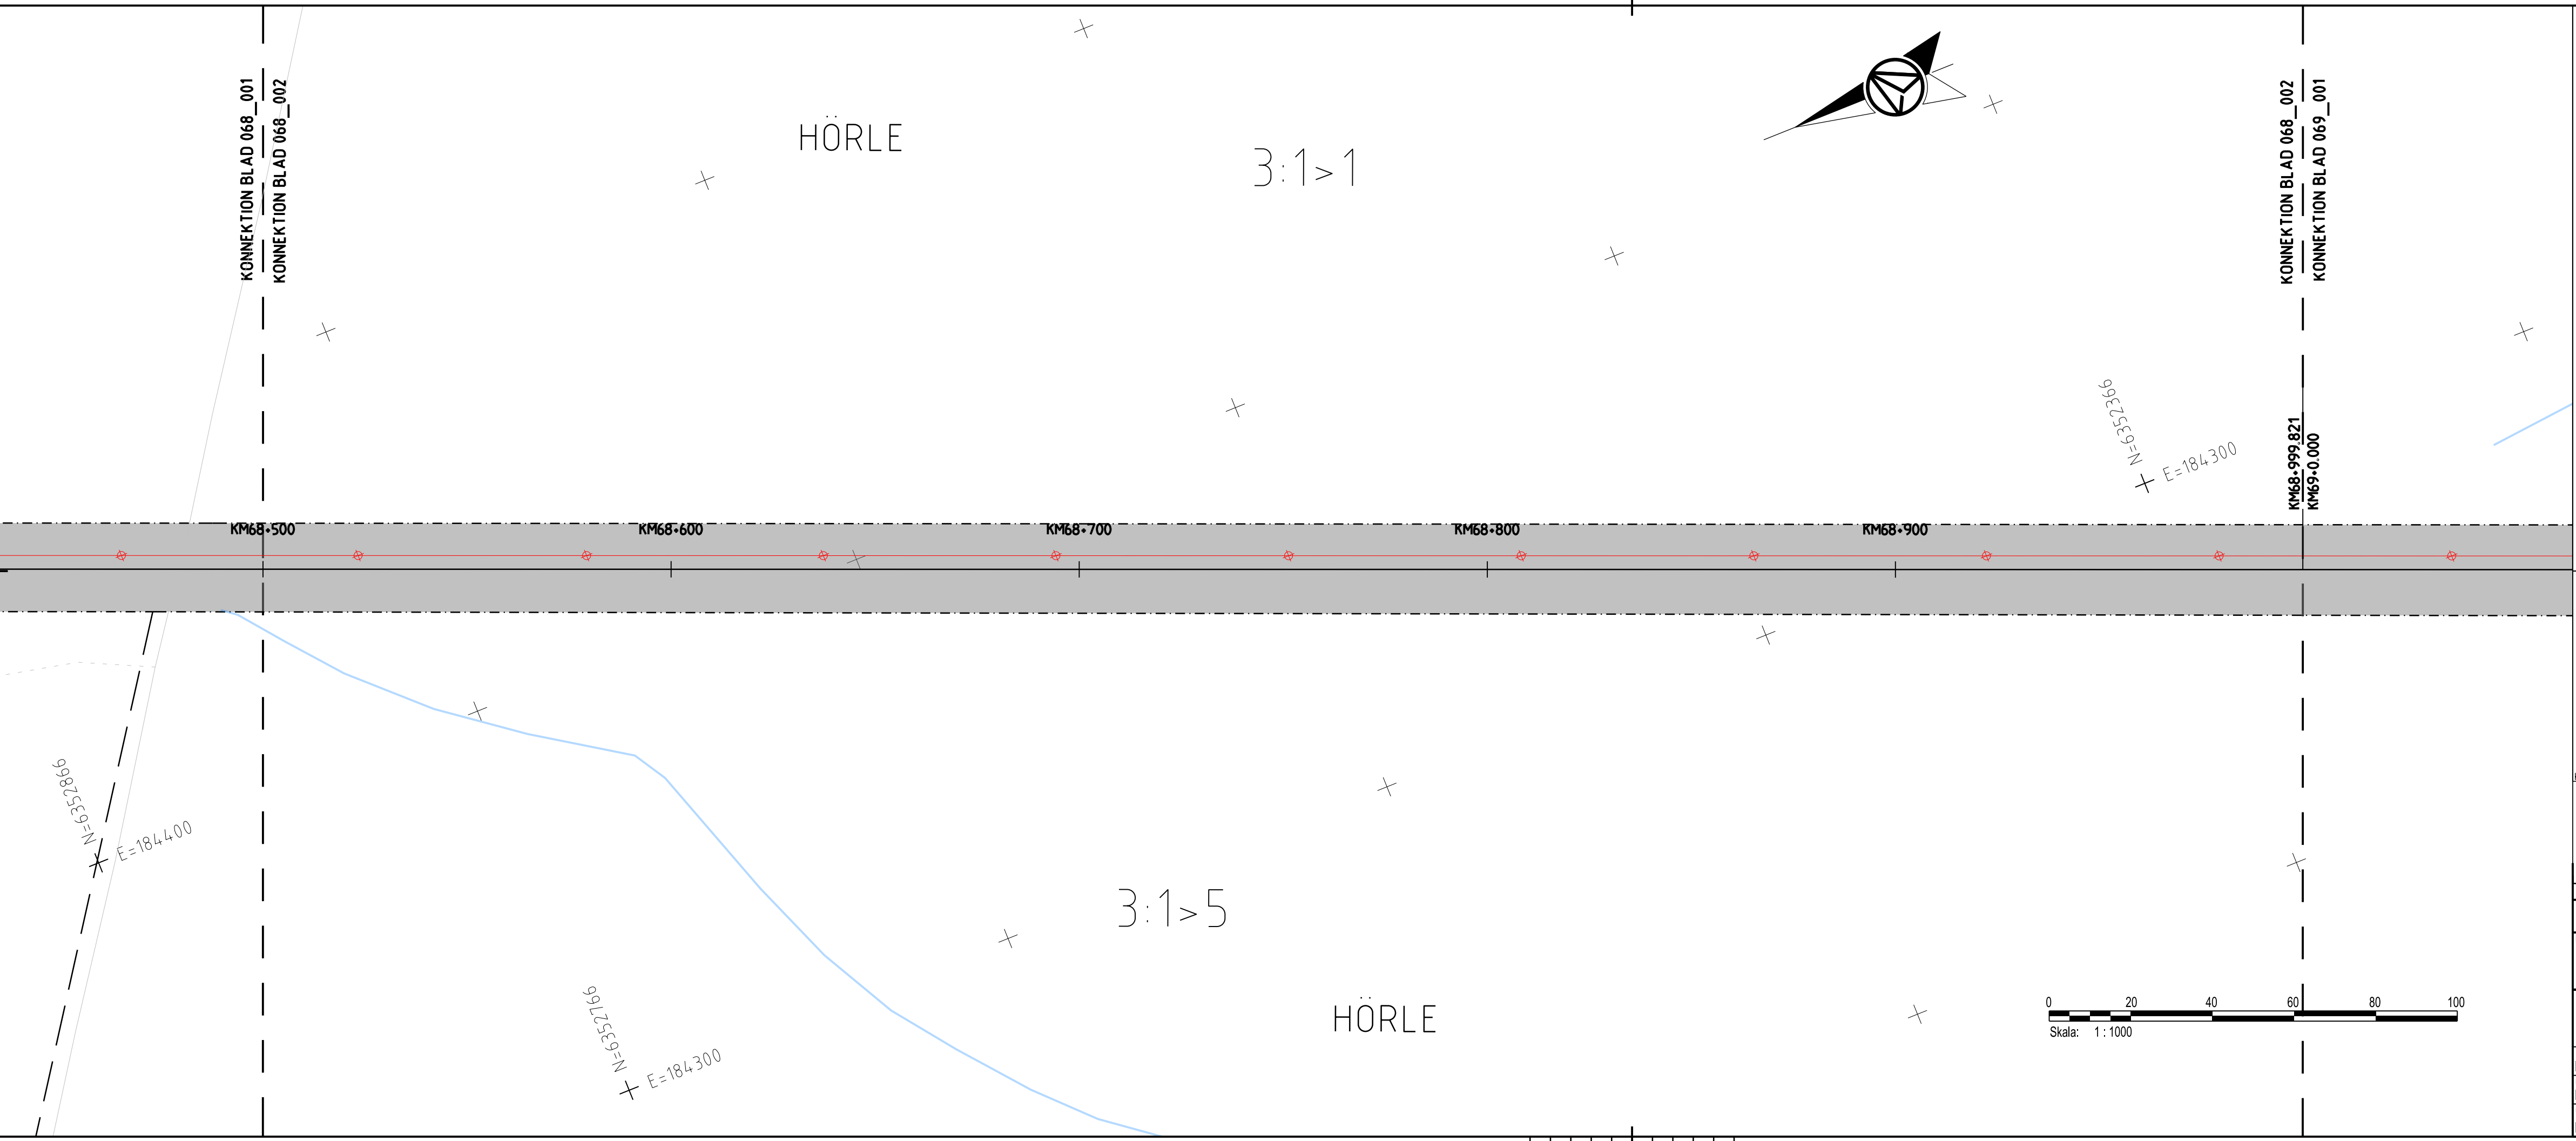 KONNEKTION BLAD 068_001
KONNEKTION BLAD 068_002
HÖRLE
3:1>1
KONNEKTION BLAD 068_002
KONNEKTION BLAD 069_001
N=6352366
E=184300
KM68+999.821
KM69+0.000
KM68+500
KM68+600
KM68+700
KM68+800
KM68+900
N=6352866
E=184400
3:1>5
N=6352766
E=184300
HÖRLE
0 20 40 60 80 100
Skala: 1 : 1000